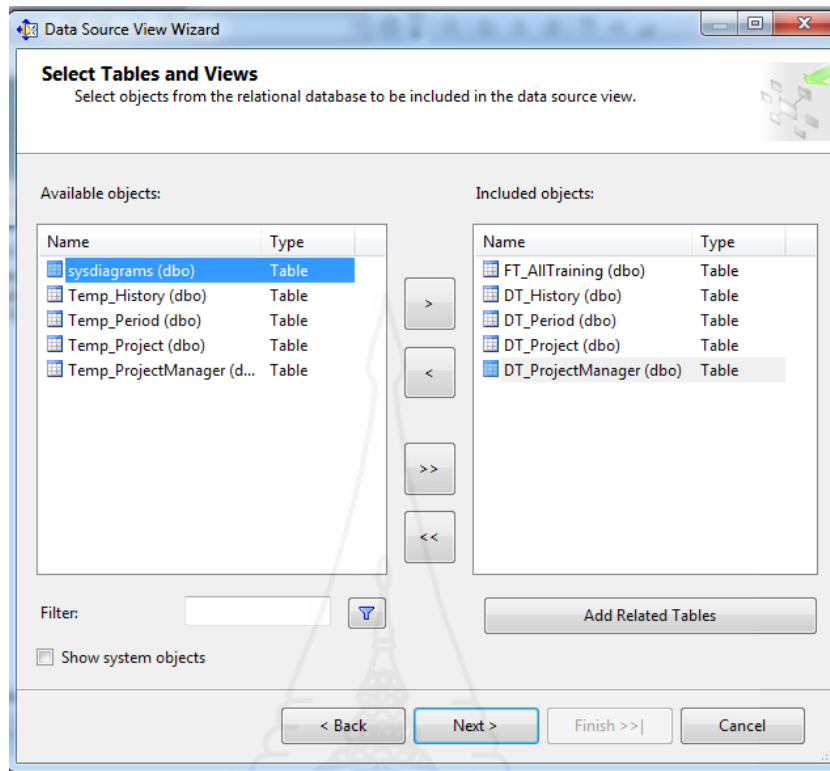 Data Source View Wizard
Select Tables and Views
Select objects from the relational database to be included in the data source view.
Available objects:
Name Type
sysdiagrams (dbo) Table
Temp_History (dbo) Table
Temp_Period (dbo) Table
Temp_Project (dbo) Table
Temp_ProjectManager (d... Table
>
<
>>
<<
Included objects:
Name Type
FT_AllTraining (dbo) Table
DT_History (dbo) Table
DT_Period (dbo) Table
DT_Project (dbo) Table
DT_ProjectManager (dbo) Table
Filter:
Add Related Tables
Show system objects
< Back Next > Finish >>| Cancel